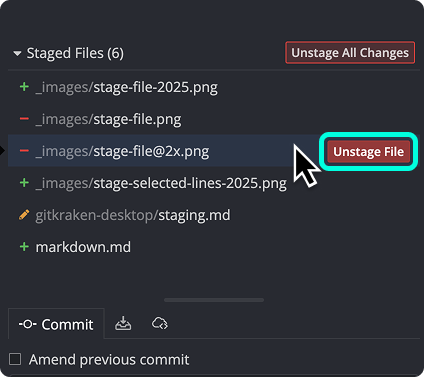 Staged Files (6) Unstage All Changes
_images/stage-file-2025.png
_images/stage-file.png
_images/stage-file@2x.png Unstage File
_images/stage-selected-lines-2025.png
gitkraken-desktop/staging.md
markdown.md
Commit
Amend previous commit